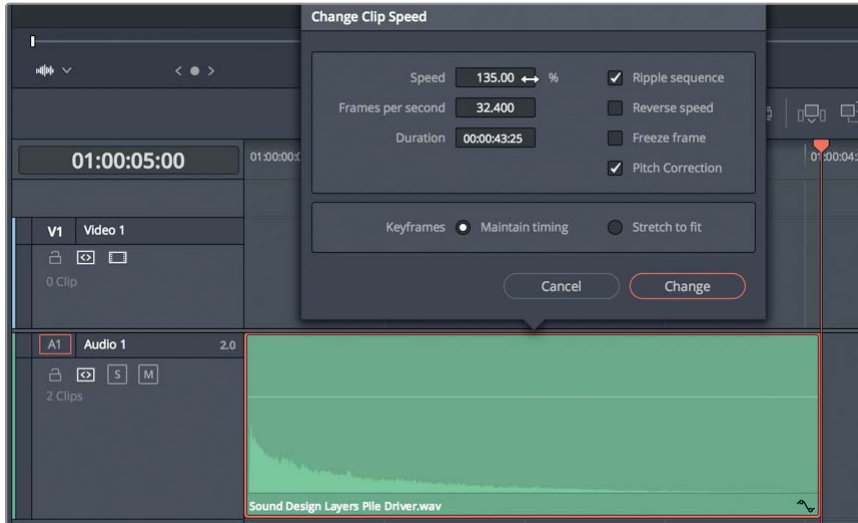 Change Clip Speed
Speed 135.00 %
Ripple sequence
Frames per second 32.400
Reverse speed
Duration 00:00:43:25
Freeze frame
Pitch Correction
Keyframes
Maintain timing
Stretch to fit
Cancel
Change
01:00:05:00
V1 Video 1
0 Clip
A1 Audio 1 2.0
S M
2 Clips
Sound Design Layers Pile Driver.wav